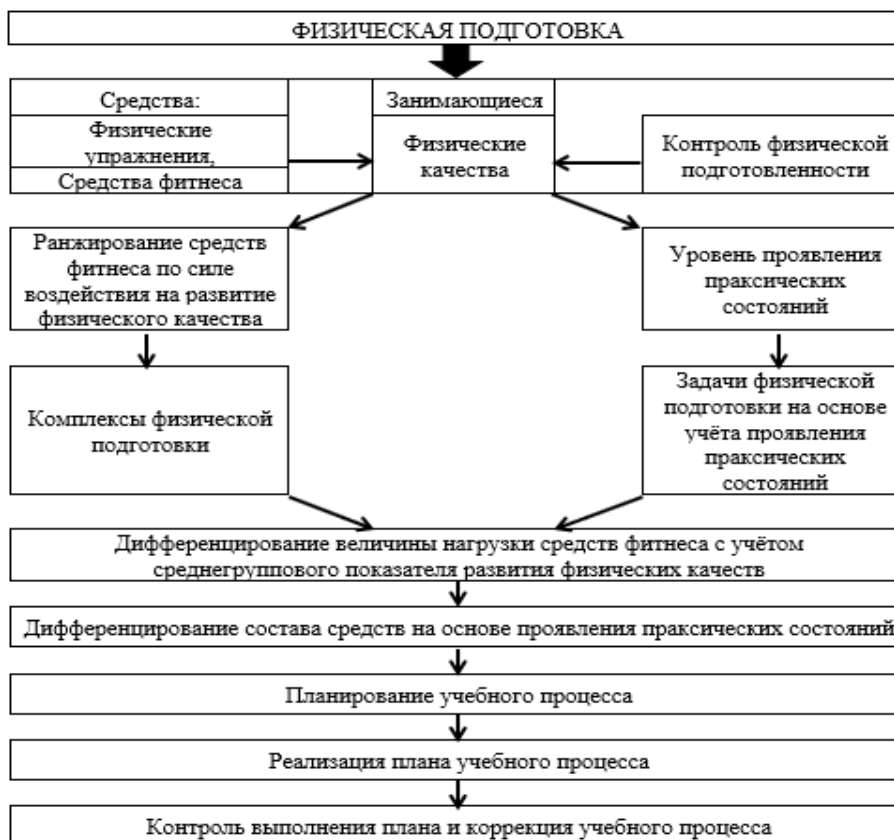 ФИЗИЧЕСКАЯ ПОДГОТОВКА
Средства:
Физические
упражнения,
Средства фитнеса
Занимающиеся
Физические
качества
Контроль физической
подготовленности
Ранжирование средств
фитнеса по силе
воздействия на развитие
физического качества
Уровень проявления
праксических
состояний
Комплексы физической
подготовки
Задачи физической
подготовки на основе
учёта проявления
праксических
состояний
Дифференцирование величины нагрузки средств фитнеса с учётом
среднегруппового показателя развития физических качеств
Дифференцирование состава средств на основе проявления праксических состояний
Планирование учебного процесса
Реализация плана учебного процесса
Контроль выполнения плана и коррекция учебного процесса